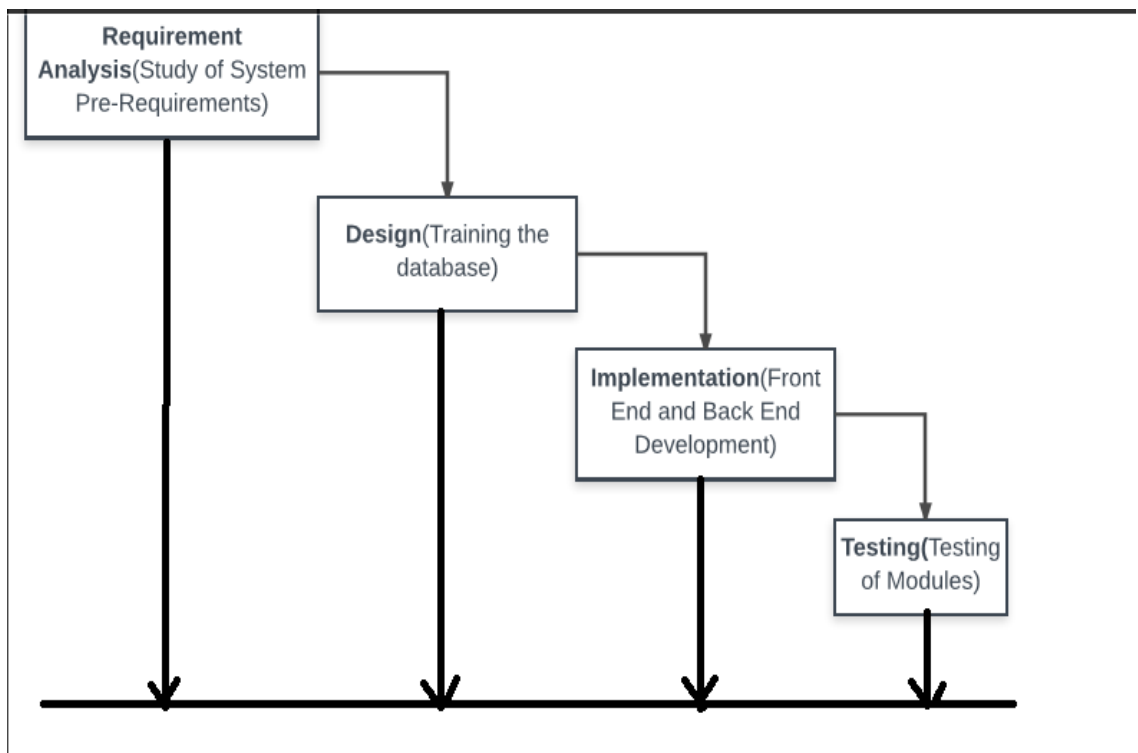 Requirement
Analysis(Study of System
Pre-Requirements)
Design(Training the
database)
Implementation(Front
End and Back End
Development)
Testing(Testing
of Modules)